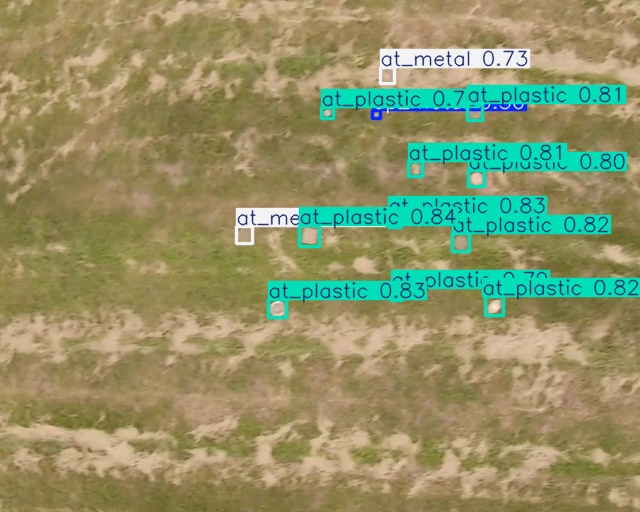 at_metal 0.73
at_plastic 0.7
at_plastic 0.81
at_plastic 0.81
at_plastic 0.80
at_plastic 0.83
at_me
at_plastic 0.84
at_plastic 0.82
at_plastic 0.83
at_plastic 0.82